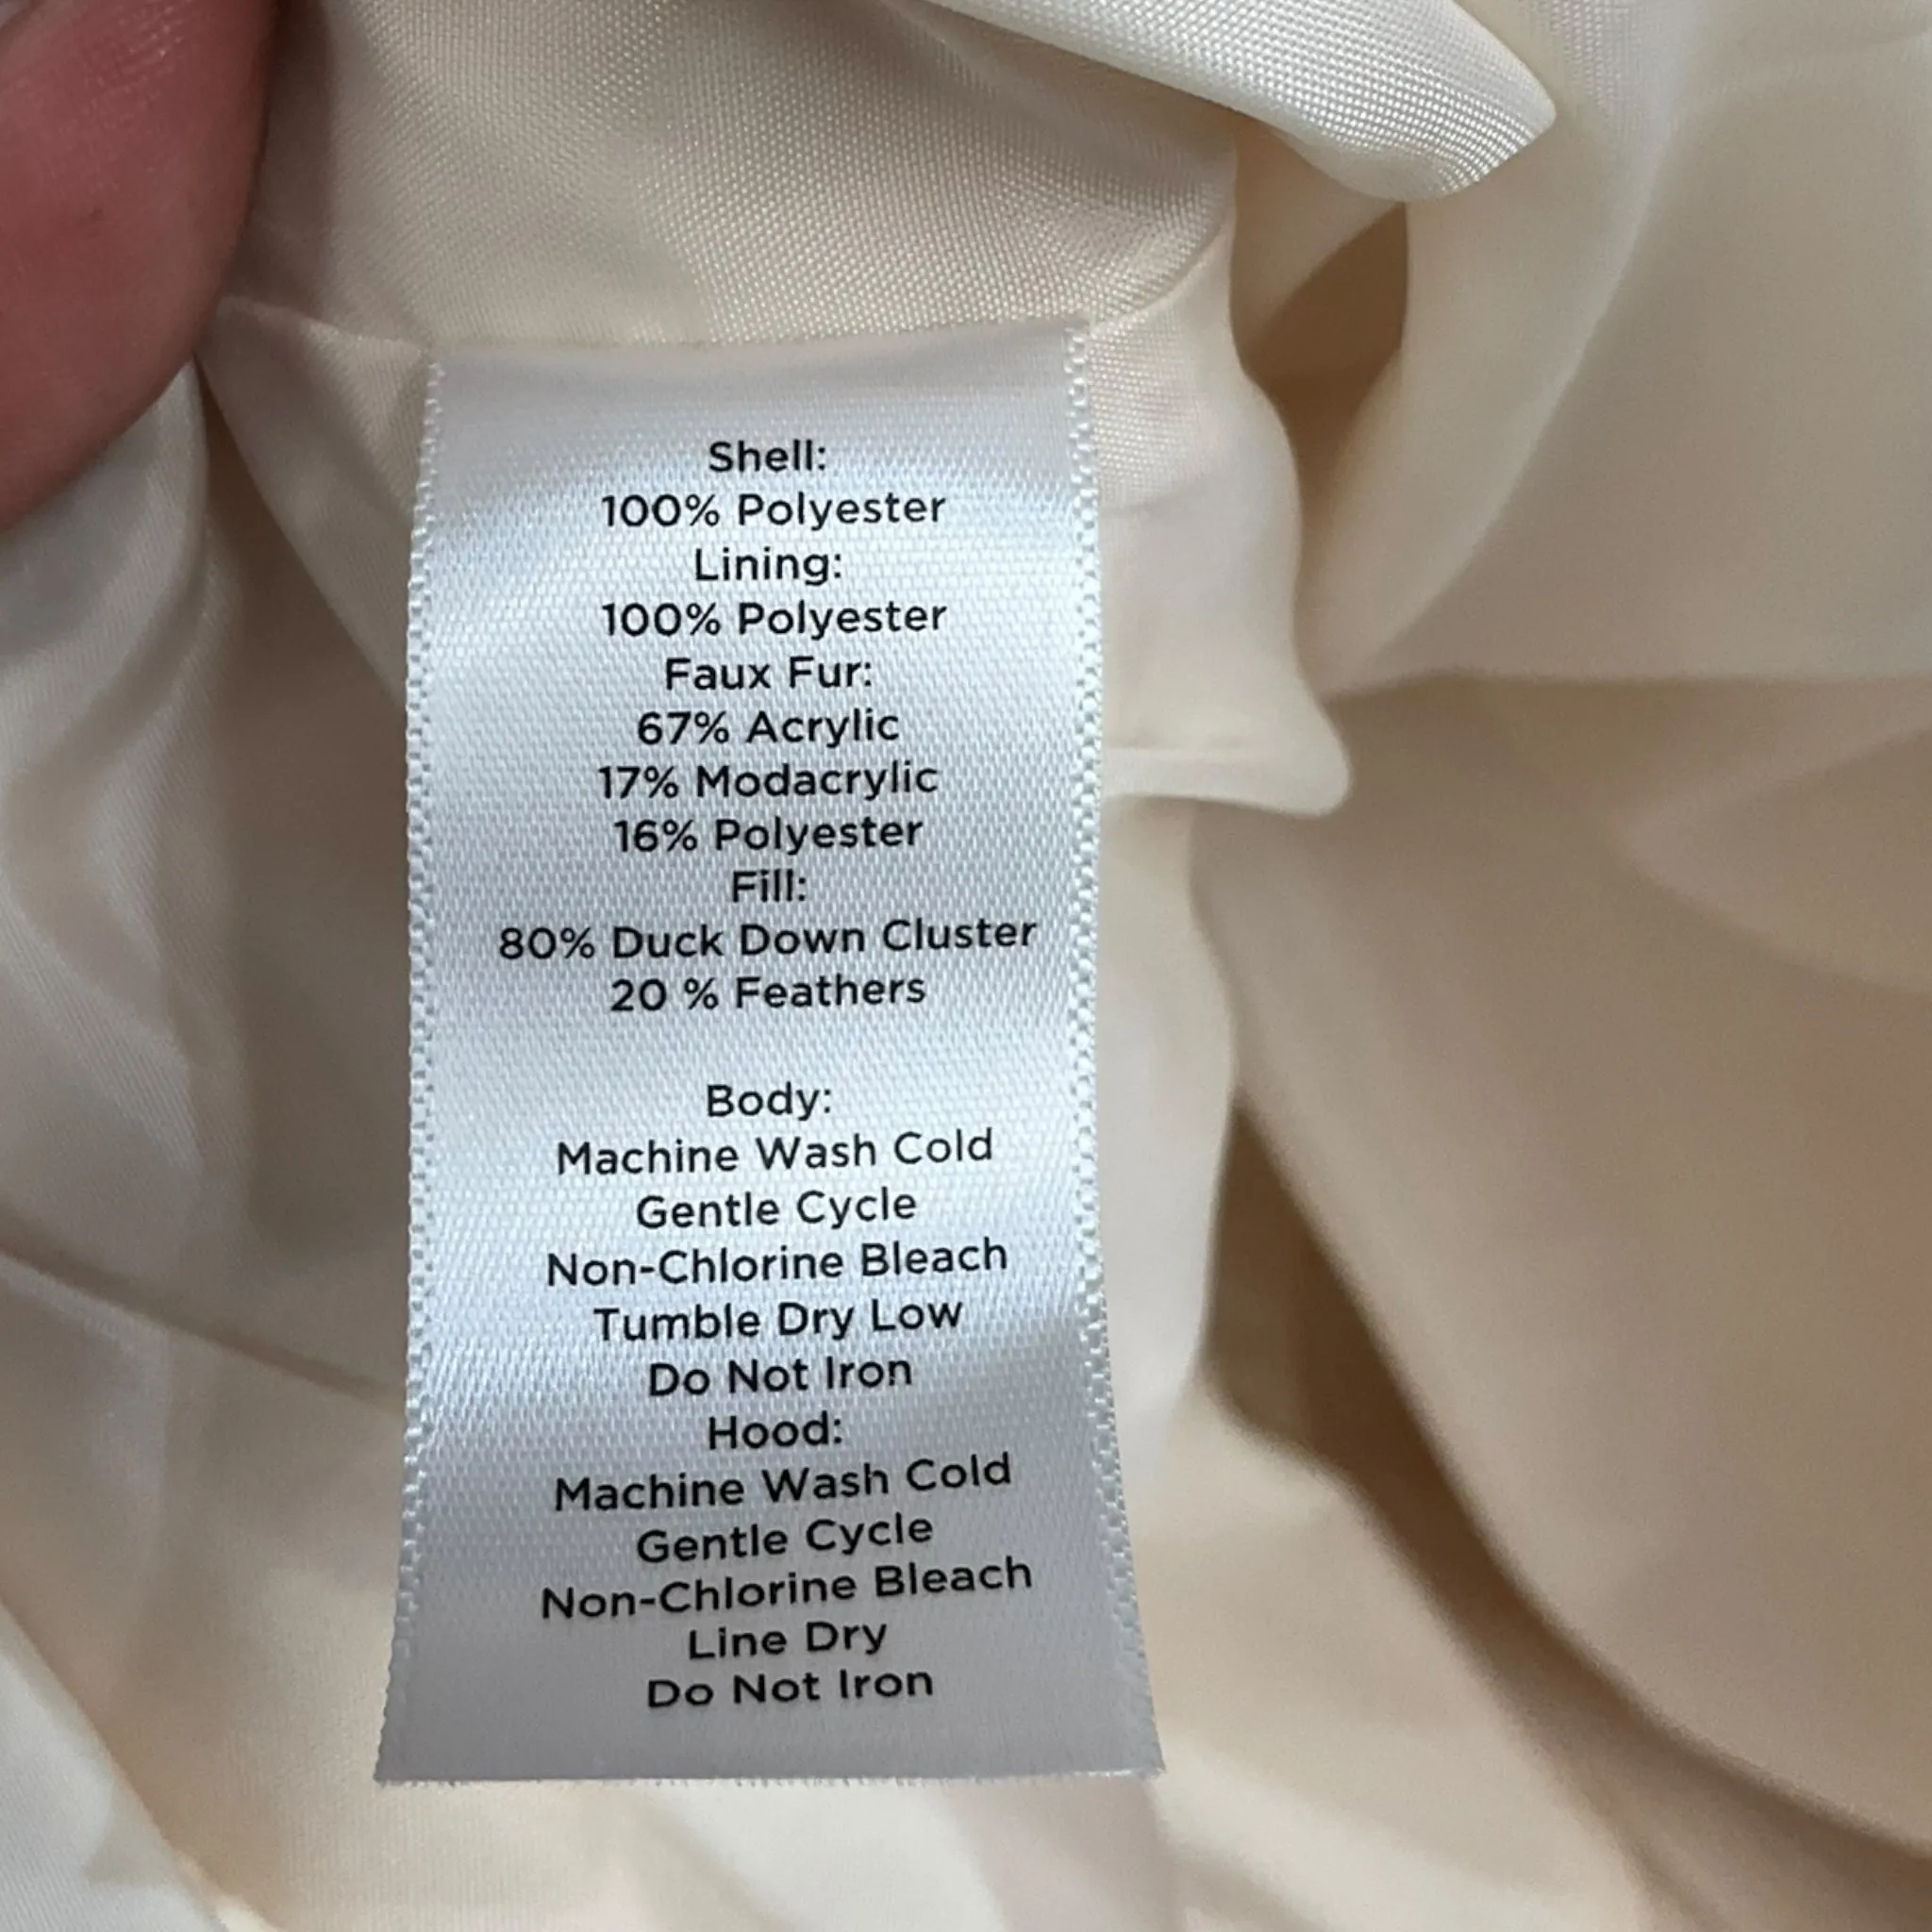 Shell:
100% Polyester
Lining:
100% Polyester
Faux Fur:
67% Acrylic
17% Modacrylic
16% Polyester
Fill:
80% Duck Down Cluster
20 % Feathers
Body:
Machine Wash Cold
Gentle Cycle
Non-Chlorine Bleach
Tumble Dry Low
Do Not Iron
Hood:
Machine Wash Cold
Gentle Cycle
Non-Chlorine Bleach
Line Dry
Do Not Iron